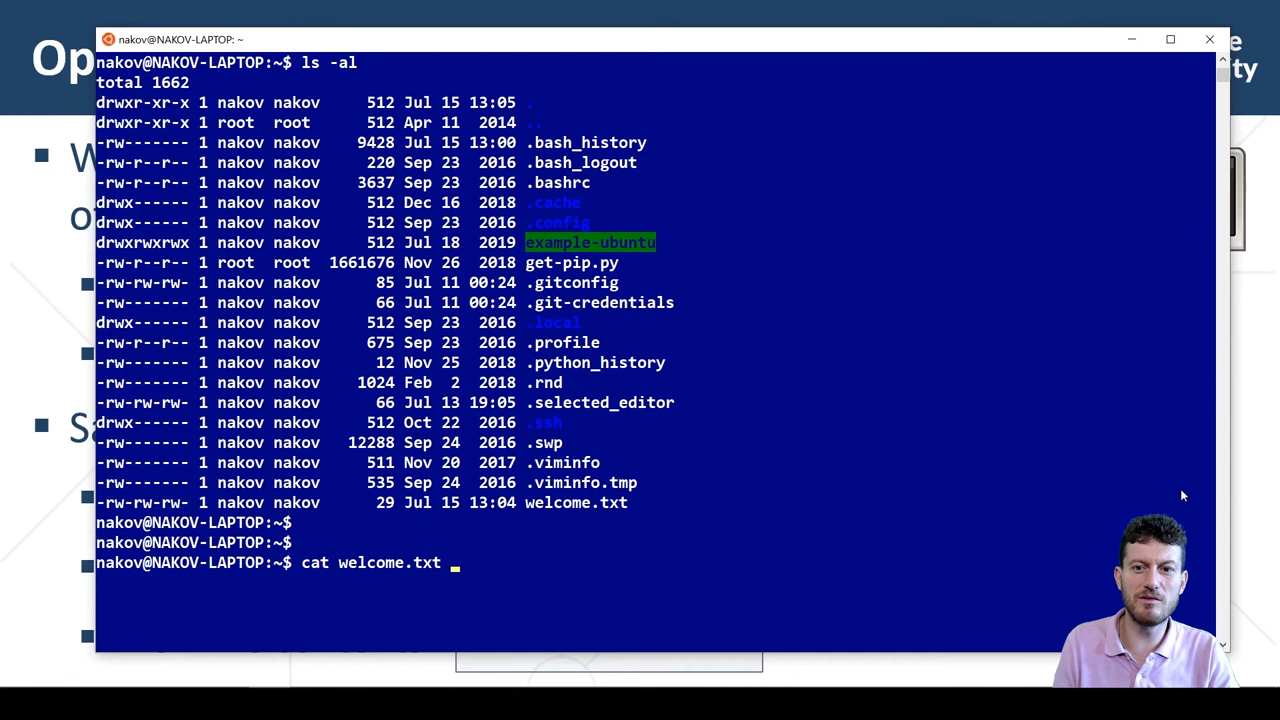 Op
nakov@NAKOV-LAPTOP: ~
e
ty
nakov@NAKOV-LAPTOP:~$ ls -al
total 1662
drwxr-xr-x 1 nakov nakov 512 Jul 15 13:05 .
drwxr-xr-x 1 root root 512 Apr 11 2014 ..
-rw------- 1 nakov nakov 9428 Jul 15 13:00 .bash_history
-rw-r--r-- 1 nakov nakov 220 Sep 23 2016 .bash_logout
-rw-r--r-- 1 nakov nakov 3637 Sep 23 2016 .bashrc
drwx------ 1 nakov nakov 512 Dec 16 2018 .cache
drwx------ 1 nakov nakov 512 Sep 23 2016 .config
drwxrwxrwx 1 nakov nakov 512 Jul 18 2019 example-ubuntu
-rw-r--r-- 1 root root 1661676 Nov 26 2018 get-pip.py
-rw------- 1 nakov nakov 85 Jul 11 00:24 .gitconfig
-rw------- 1 nakov nakov 66 Jul 11 00:24 .git-credentials
drwx------ 1 nakov nakov 512 Sep 23 2016 .local
-rw-r--r-- 1 nakov nakov 675 Sep 23 2016 .profile
-rw------- 1 nakov nakov 12 Nov 25 2018 .python_history
-rw------- 1 nakov nakov 1024 Feb 2 2018 .rnd
-rw-rw-rw- 1 nakov nakov 66 Jul 13 19:05 .selected_editor
drwx------ 1 nakov nakov 512 Oct 22 2016 .ssh
-rw------- 1 nakov nakov 12288 Sep 24 2016 .swp
-rw------- 1 nakov nakov 511 Nov 20 2017 .viminfo
-rw------- 1 nakov nakov 535 Sep 24 2016 .viminfo.tmp
-rw-rw-rw- 1 nakov nakov 29 Jul 15 13:04 welcome.txt
nakov@NAKOV-LAPTOP:~$
nakov@NAKOV-LAPTOP:~$
nakov@NAKOV-LAPTOP:~$ cat welcome.txt